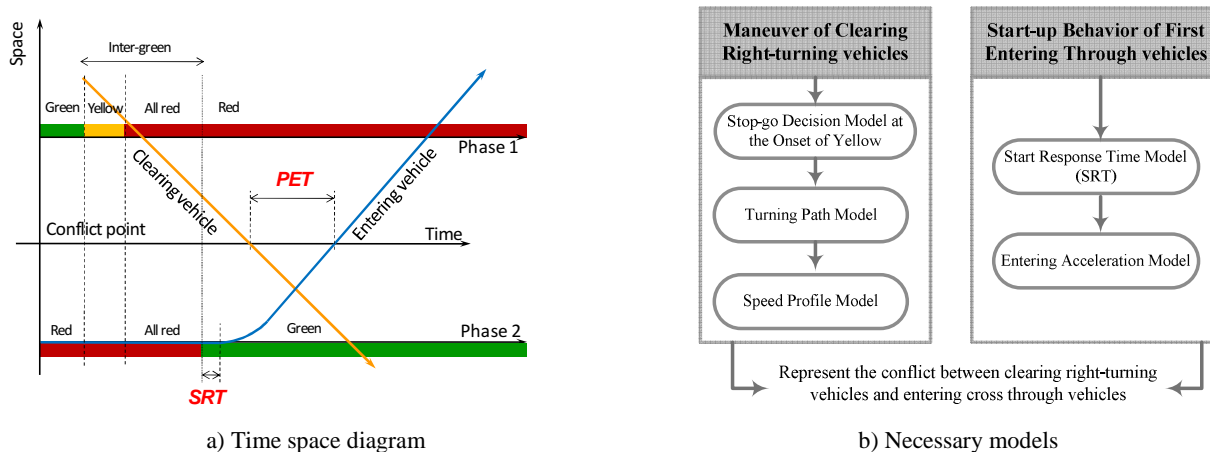 Space
Inter-green
Green
Yellow
All red
Red
Phase 1
Clearing vehicle
PET
Entering vehicle
Conflict point
Time
Red
All red
Green
Phase 2
SRT
a) Time space diagram
Maneuver of Clearing
Right-turning vehicles
Stop-go Decision Model at
the Onset of Yellow
Turning Path Model
Speed Profile Model
Start-up Behavior of First
Entering Through vehicles
Start Response Time Model
(SRT)
Entering Acceleration Model
Represent the conflict between clearing right-turning
vehicles and entering cross through vehicles
b) Necessary models